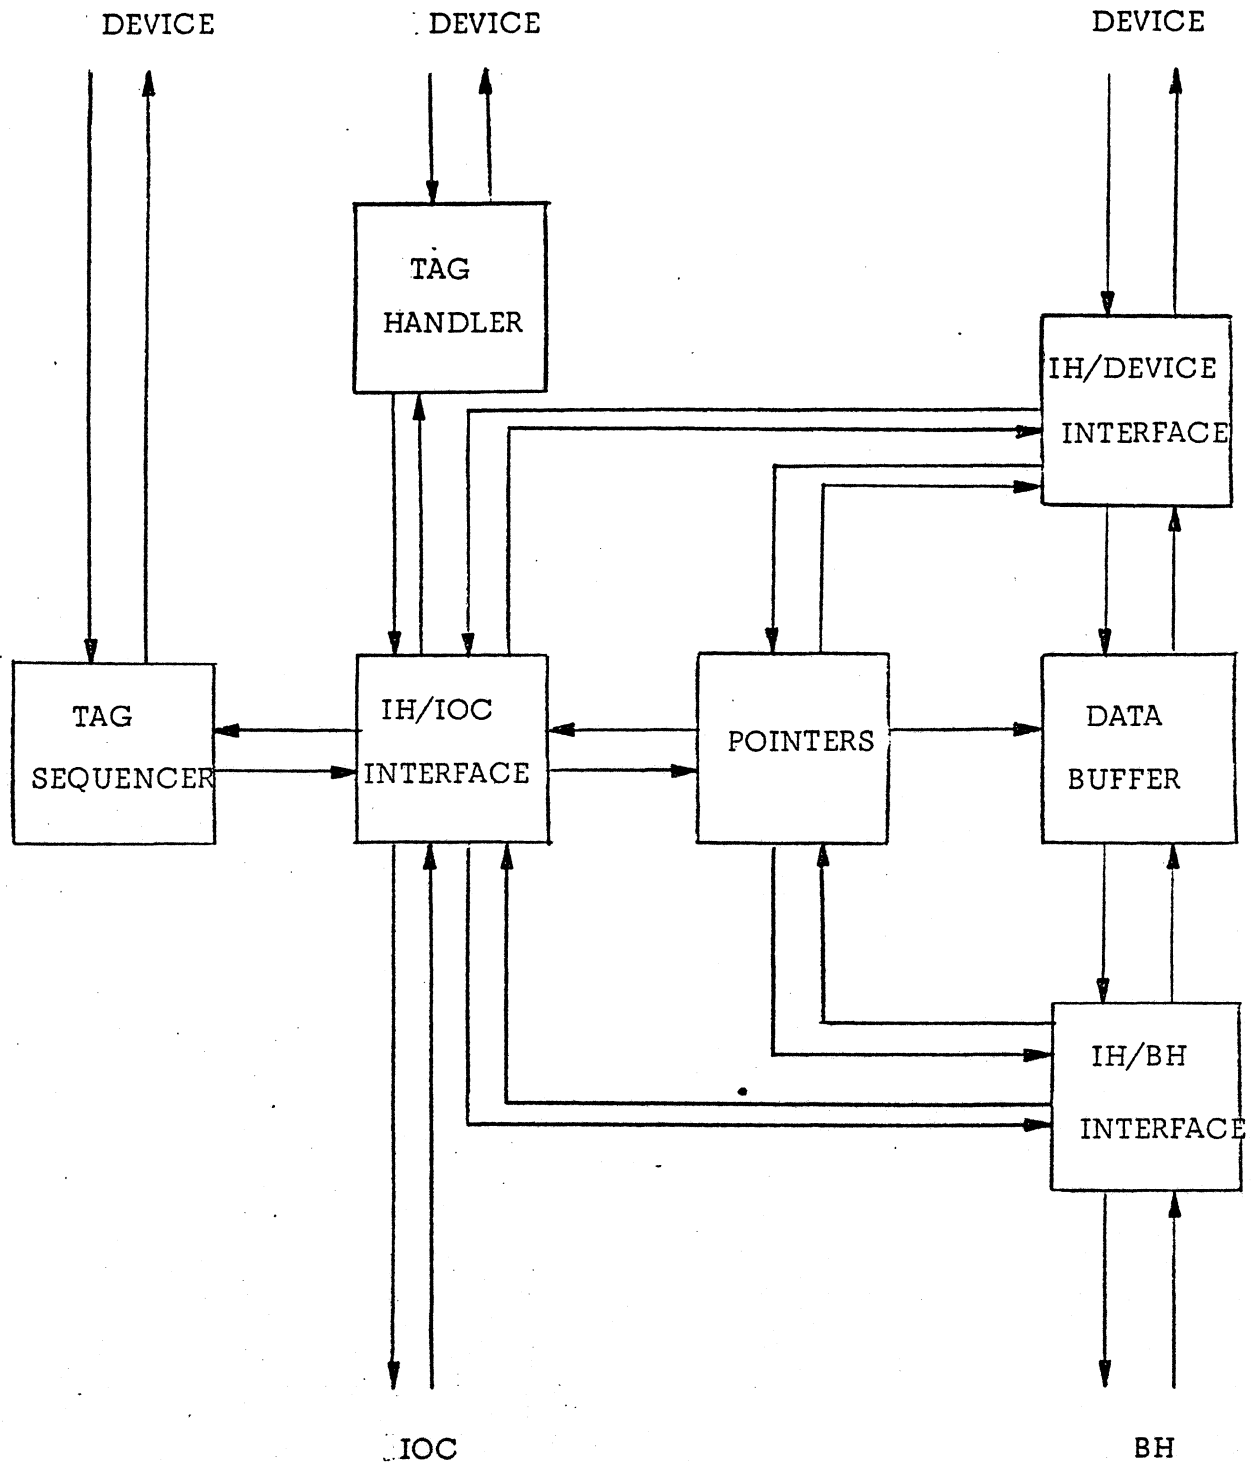 DEVICE
DEVICE
DEVICE
TAG
HANDLER
IH/DEVICE
INTERFACE
TAG
SEQUENCER
IH/IOC
INTERFACE
POINTERS
DATA
BUFFER
IH/BH
INTERFACE
IOC
BH